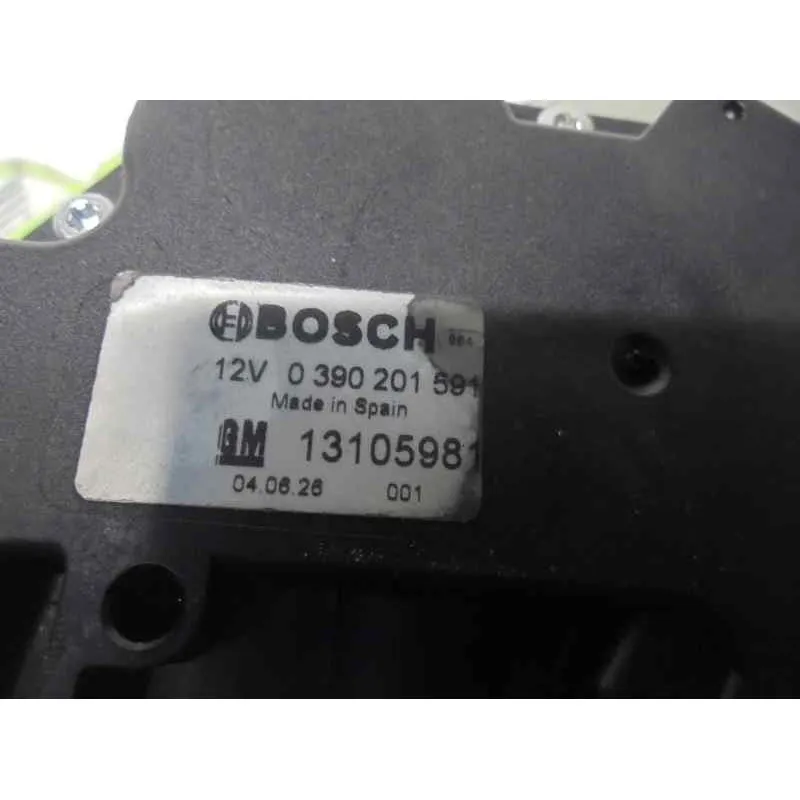 BOSCH
12V 0 390 201 591
Made in Spain
GM 13105981
04.06.26 001